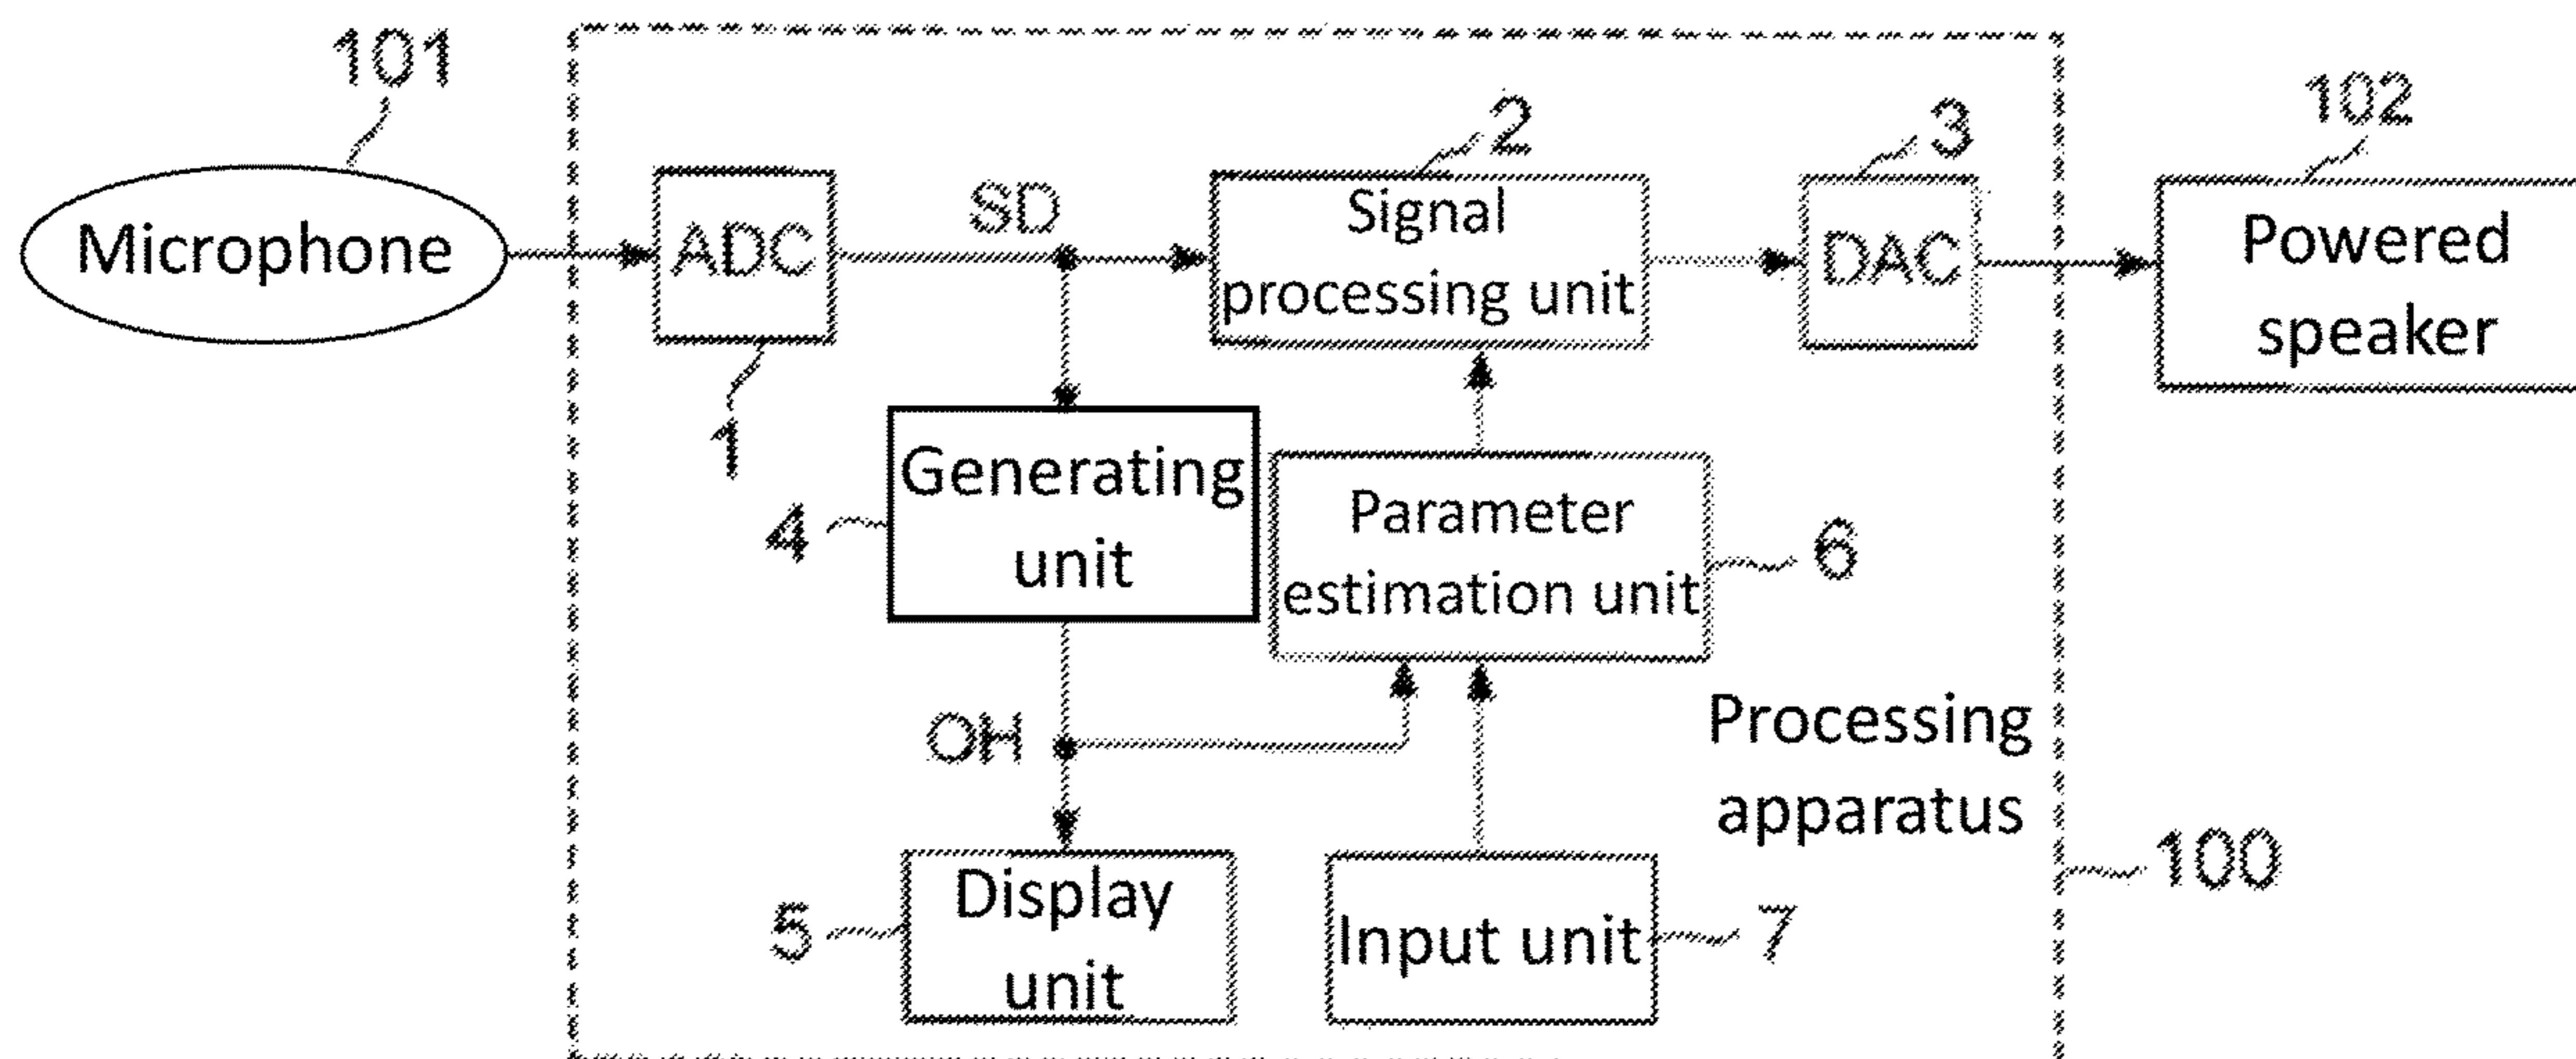 101
102
2
3
Microphone
ADC
SD
Signal
processing unit
DAC
Powered
speaker
1
Generating
unit
4
Parameter
estimation unit
6
OH
Processing
apparatus
100
Display
unit
5
Input unit
7